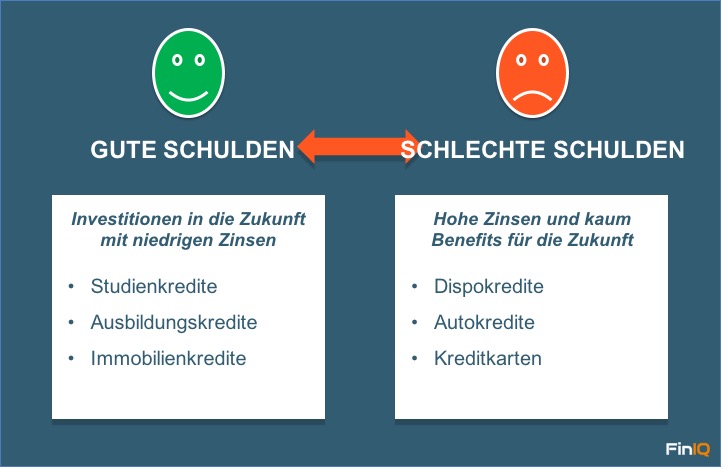 GUTE SCHULDEN
SCHLECHTE SCHULDEN
Investitionen in die Zukunft
mit niedrigen Zinsen
• Studienkredite
• Ausbildungskredite
• Immobilienkredite
Hohe Zinsen und kaum
Benefits für die Zukunft
• Dispokredite
• Autokredite
• Kreditkarten
FinIQ